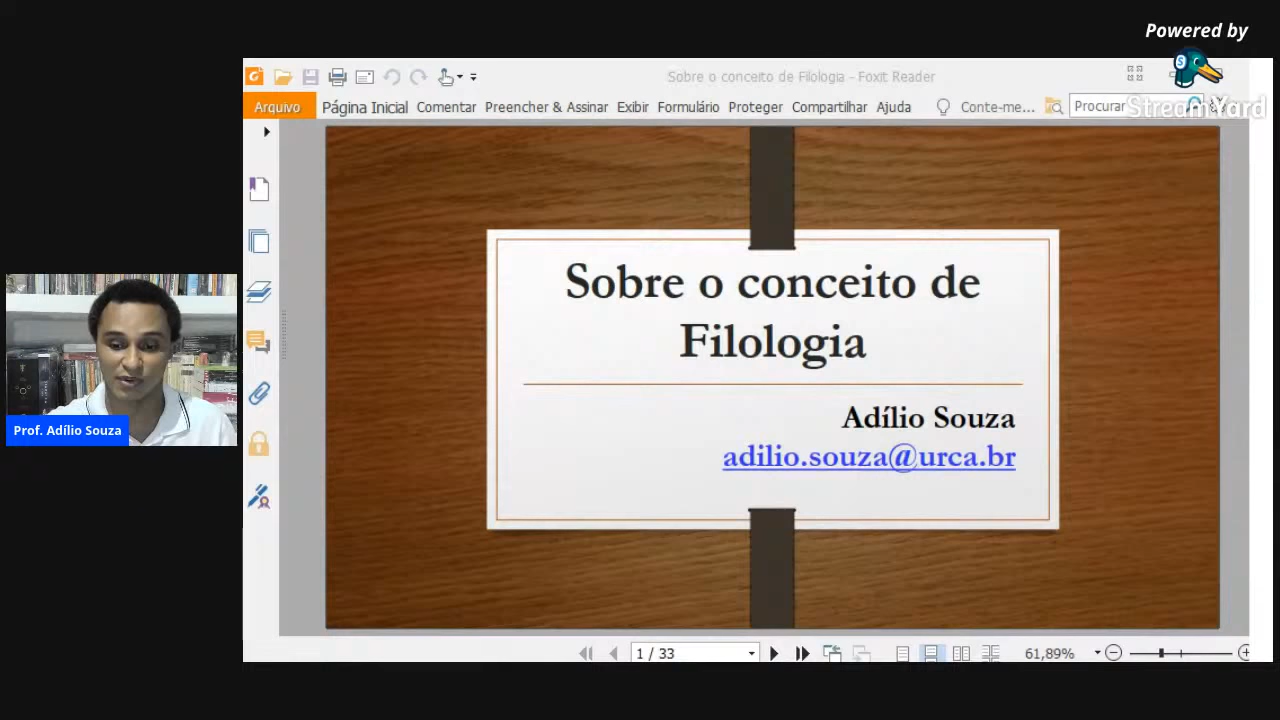 Powered by
StreamYard
Sobre o conceito de Filologia - Foxit Reader
Arquivo Página Inicial Comentar Preencher & Assinar Exibir Formulário Proteger Compartilhar Ajuda Conte-me... Procurar
Sobre o conceito de
Filologia
Adílio Souza
adilio.souza@urca.br
Prof. Adílio Souza
1 / 33
61,89%